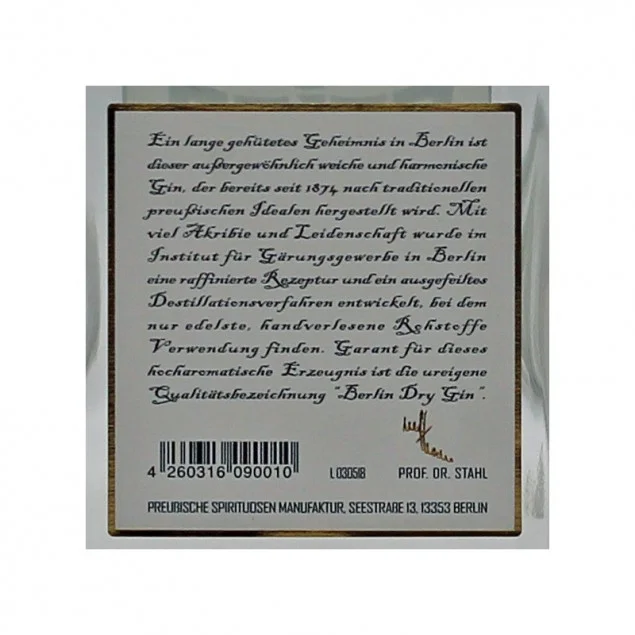 Ein lange gehütetes Geheimnis in Berlin ist
dieser außergewöhnlich weiche und harmonische
Gin, der bereits seit 1874 nach traditionellen
preußischen Idealen hergestellt wird. Mit
viel Akribie und Leidenschaft wurde im
Institut für Gärungsgewerbe in Berlin
eine raffinierte Rezeptur und ein ausgefeiltes
Destillationsverfahren entwickelt, bei dem
nur edelste, handverlesene Rohstoffe
Verwendung finden. Garant für dieses
hocharomatische Erzeugnis ist die ureigene
Qualitätsbezeichnung "Berlin Dry Gin".
4 260316 090010 L030518 PROF. DR. STAHL
PREUßISCHE SPIRITUOSEN MANUFAKTUR, SEESTRAßE 13, 13353 BERLIN